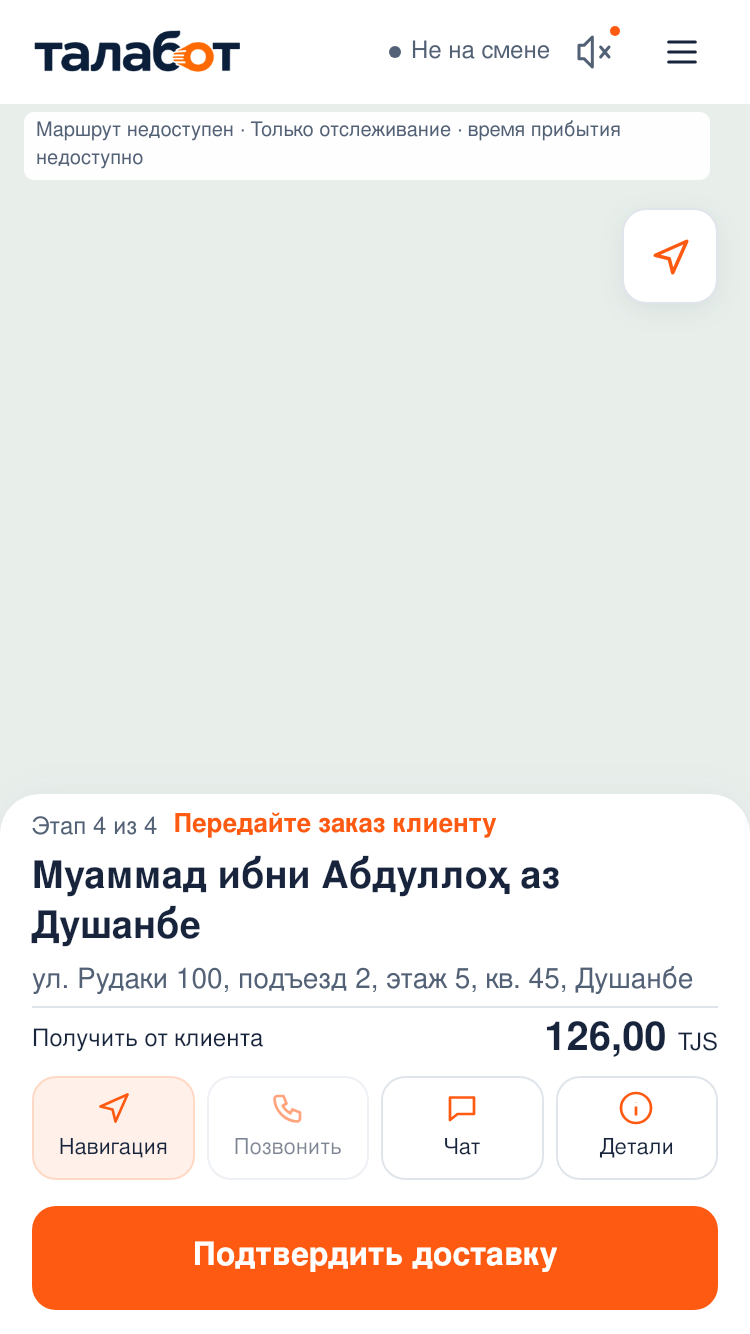 талабот
Не на смене
Маршрут недоступен · Только отслеживание · время прибытия
недоступно
Этап 4 из 4 Передайте заказ клиенту
Муаммад ибни Абдуллоҳ аз
Душанбе
ул. Рудаки 100, подъезд 2, этаж 5, кв. 45, Душанбе
Получить от клиента 126,00 TJS
Навигация Позвонить Чат Детали
Подтвердить доставку